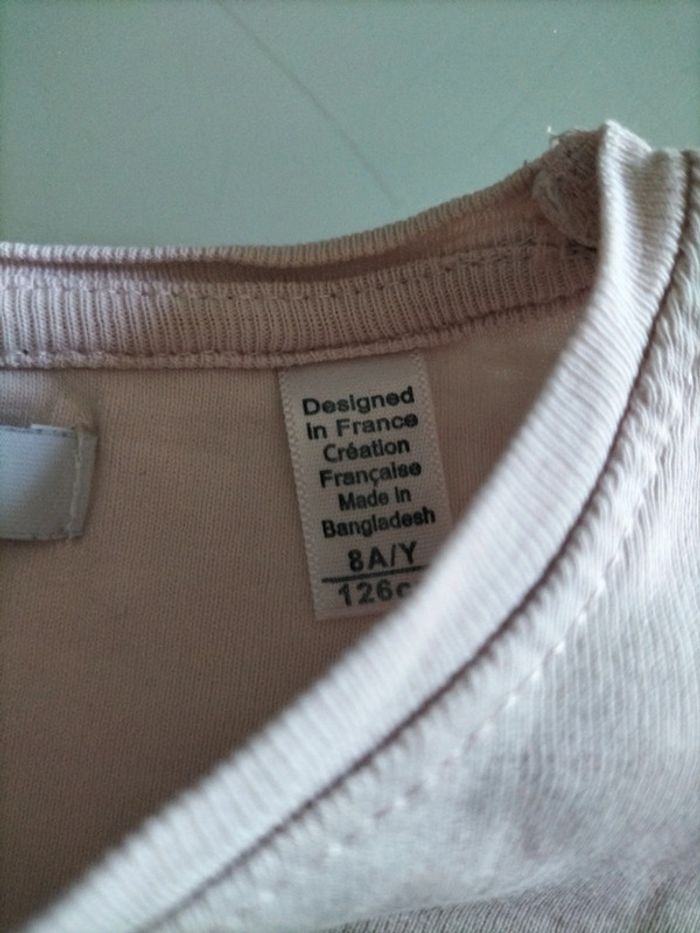 Designed
in France
Création
Française
Made in
Bangladesh
8A/Y